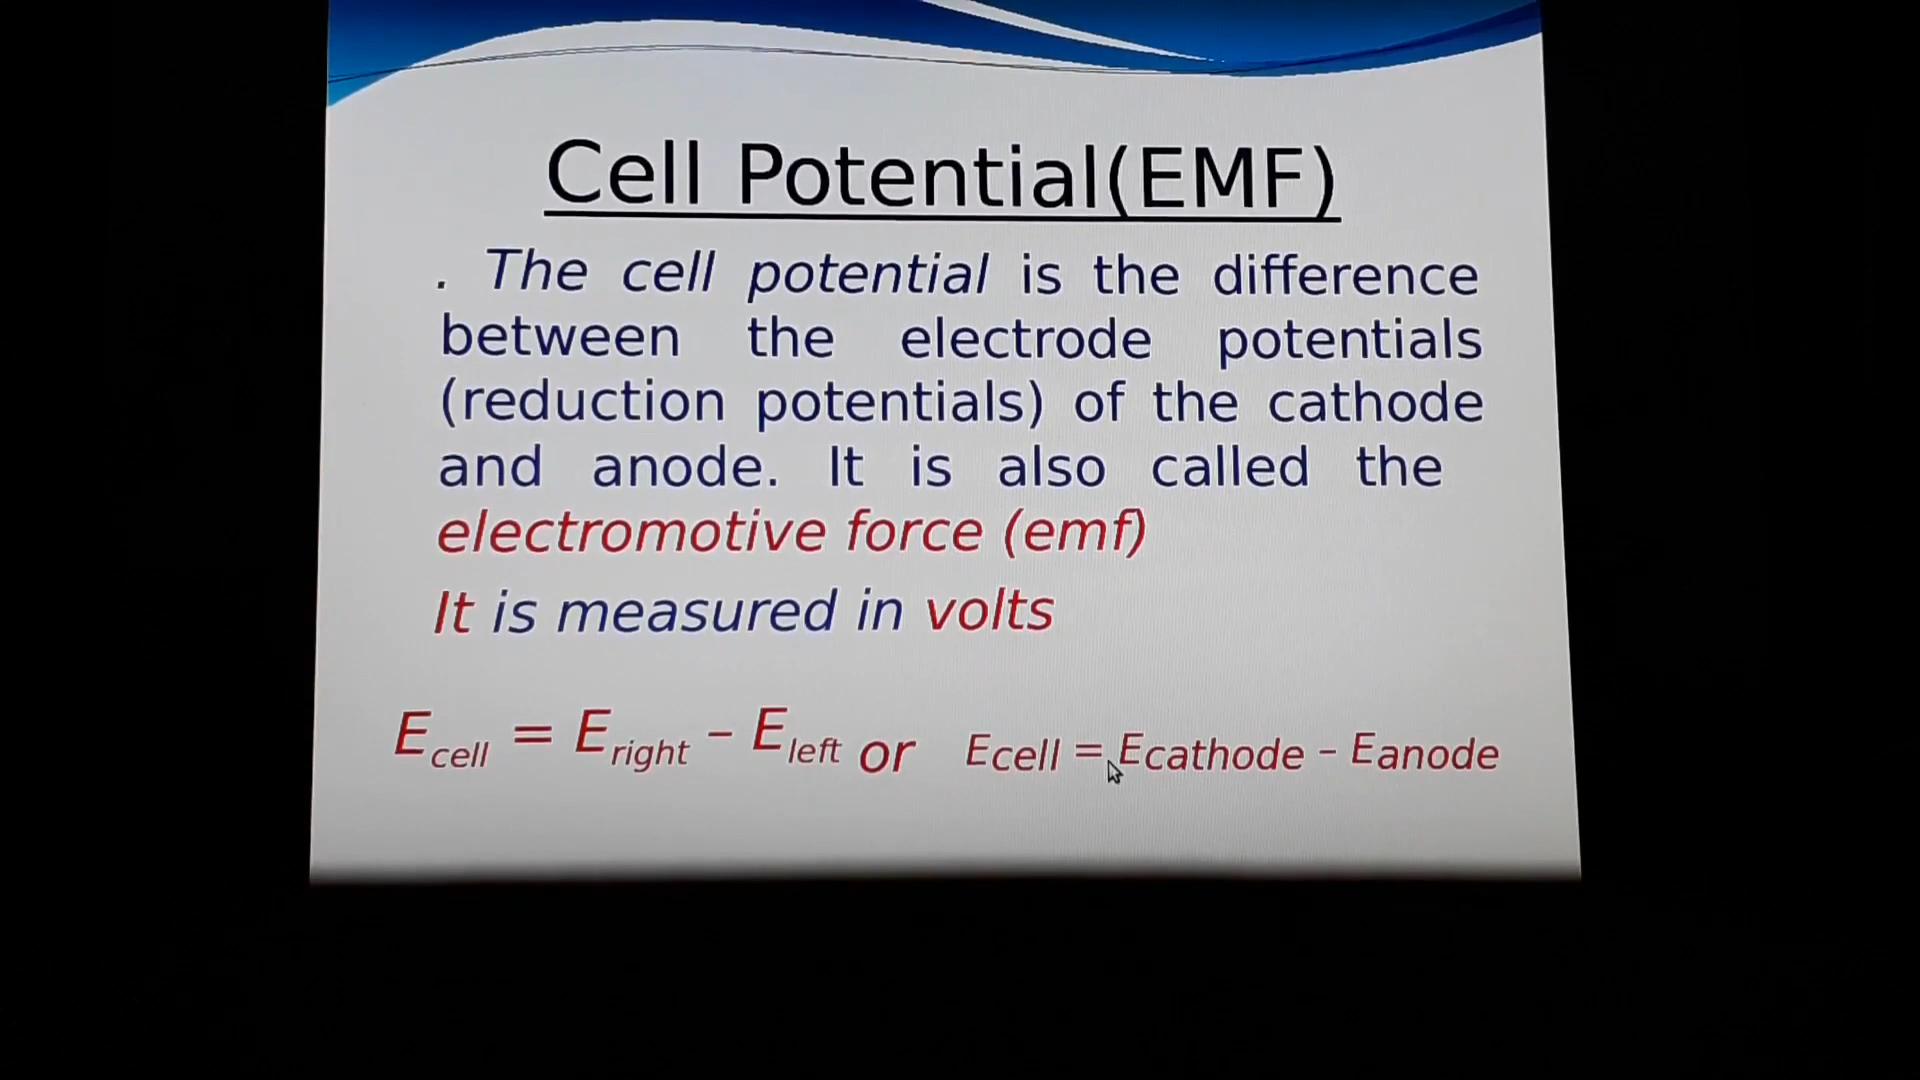 Cell Potential(EMF)
. The cell potential is the difference
between the electrode potentials
(reduction potentials) of the cathode
and anode. It is also called the
electromotive force (emf)
It is measured in volts
Ecell = Eright – Eleft or Ecell = Ecathode – Eanode